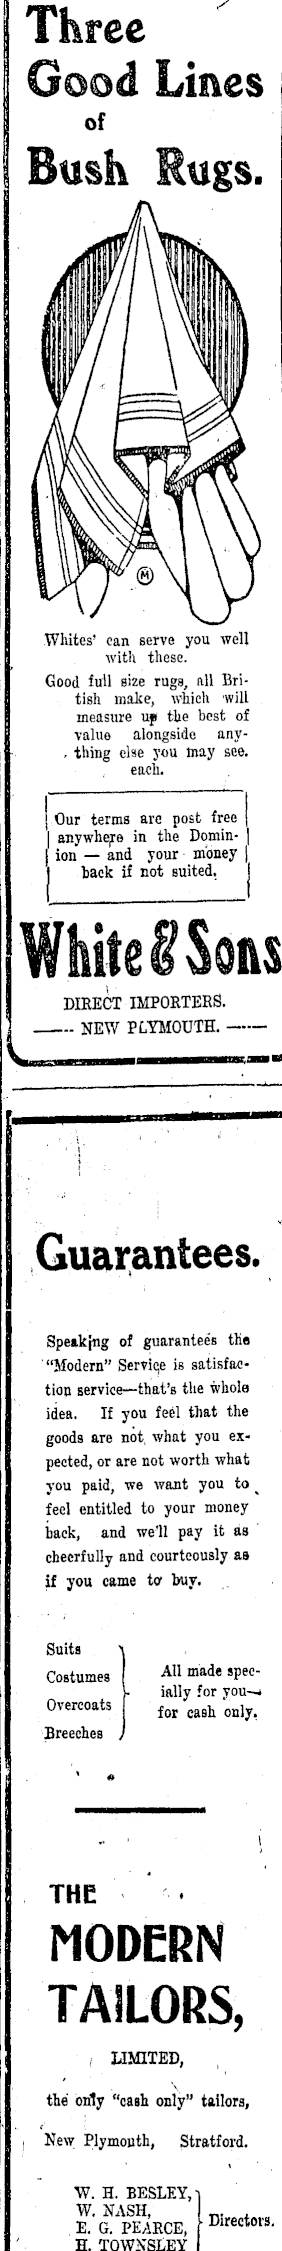 Three
Good Lines
of
Bush Rugs.
M
Whites' can serve you well
with these.
Good full size rugs, all Bri-
tish make, which will
measure up the best of
value alongside any-
thing else you may see.
each.
Our terms are post free
anywhere in the Domin-
ion — and your money
back if not suited.
White & Sons
DIRECT IMPORTERS.
—— NEW PLYMOUTH. ——
Guarantees.
Speaking of guarantees the
"Modern" Service is satisfac-
tion service—that's the whole
idea. If you feel that the
goods are not what you ex-
pected, or are not worth what
you paid, we want you to
feel entitled to your money
back, and we'll pay it as
cheerfully and courteously as
if you came to buy.
Suits
Costumes
Overcoats
Breeches
All made spec-
ially for you—
for cash only.
THE
MODERN
TAILORS,
LIMITED,
the only "cash only" tailors,
New Plymouth, Stratford.
W. H. BESLEY,
W. NASH,
E. G. PEARCE,
H. TOWNSLEY
Directors.